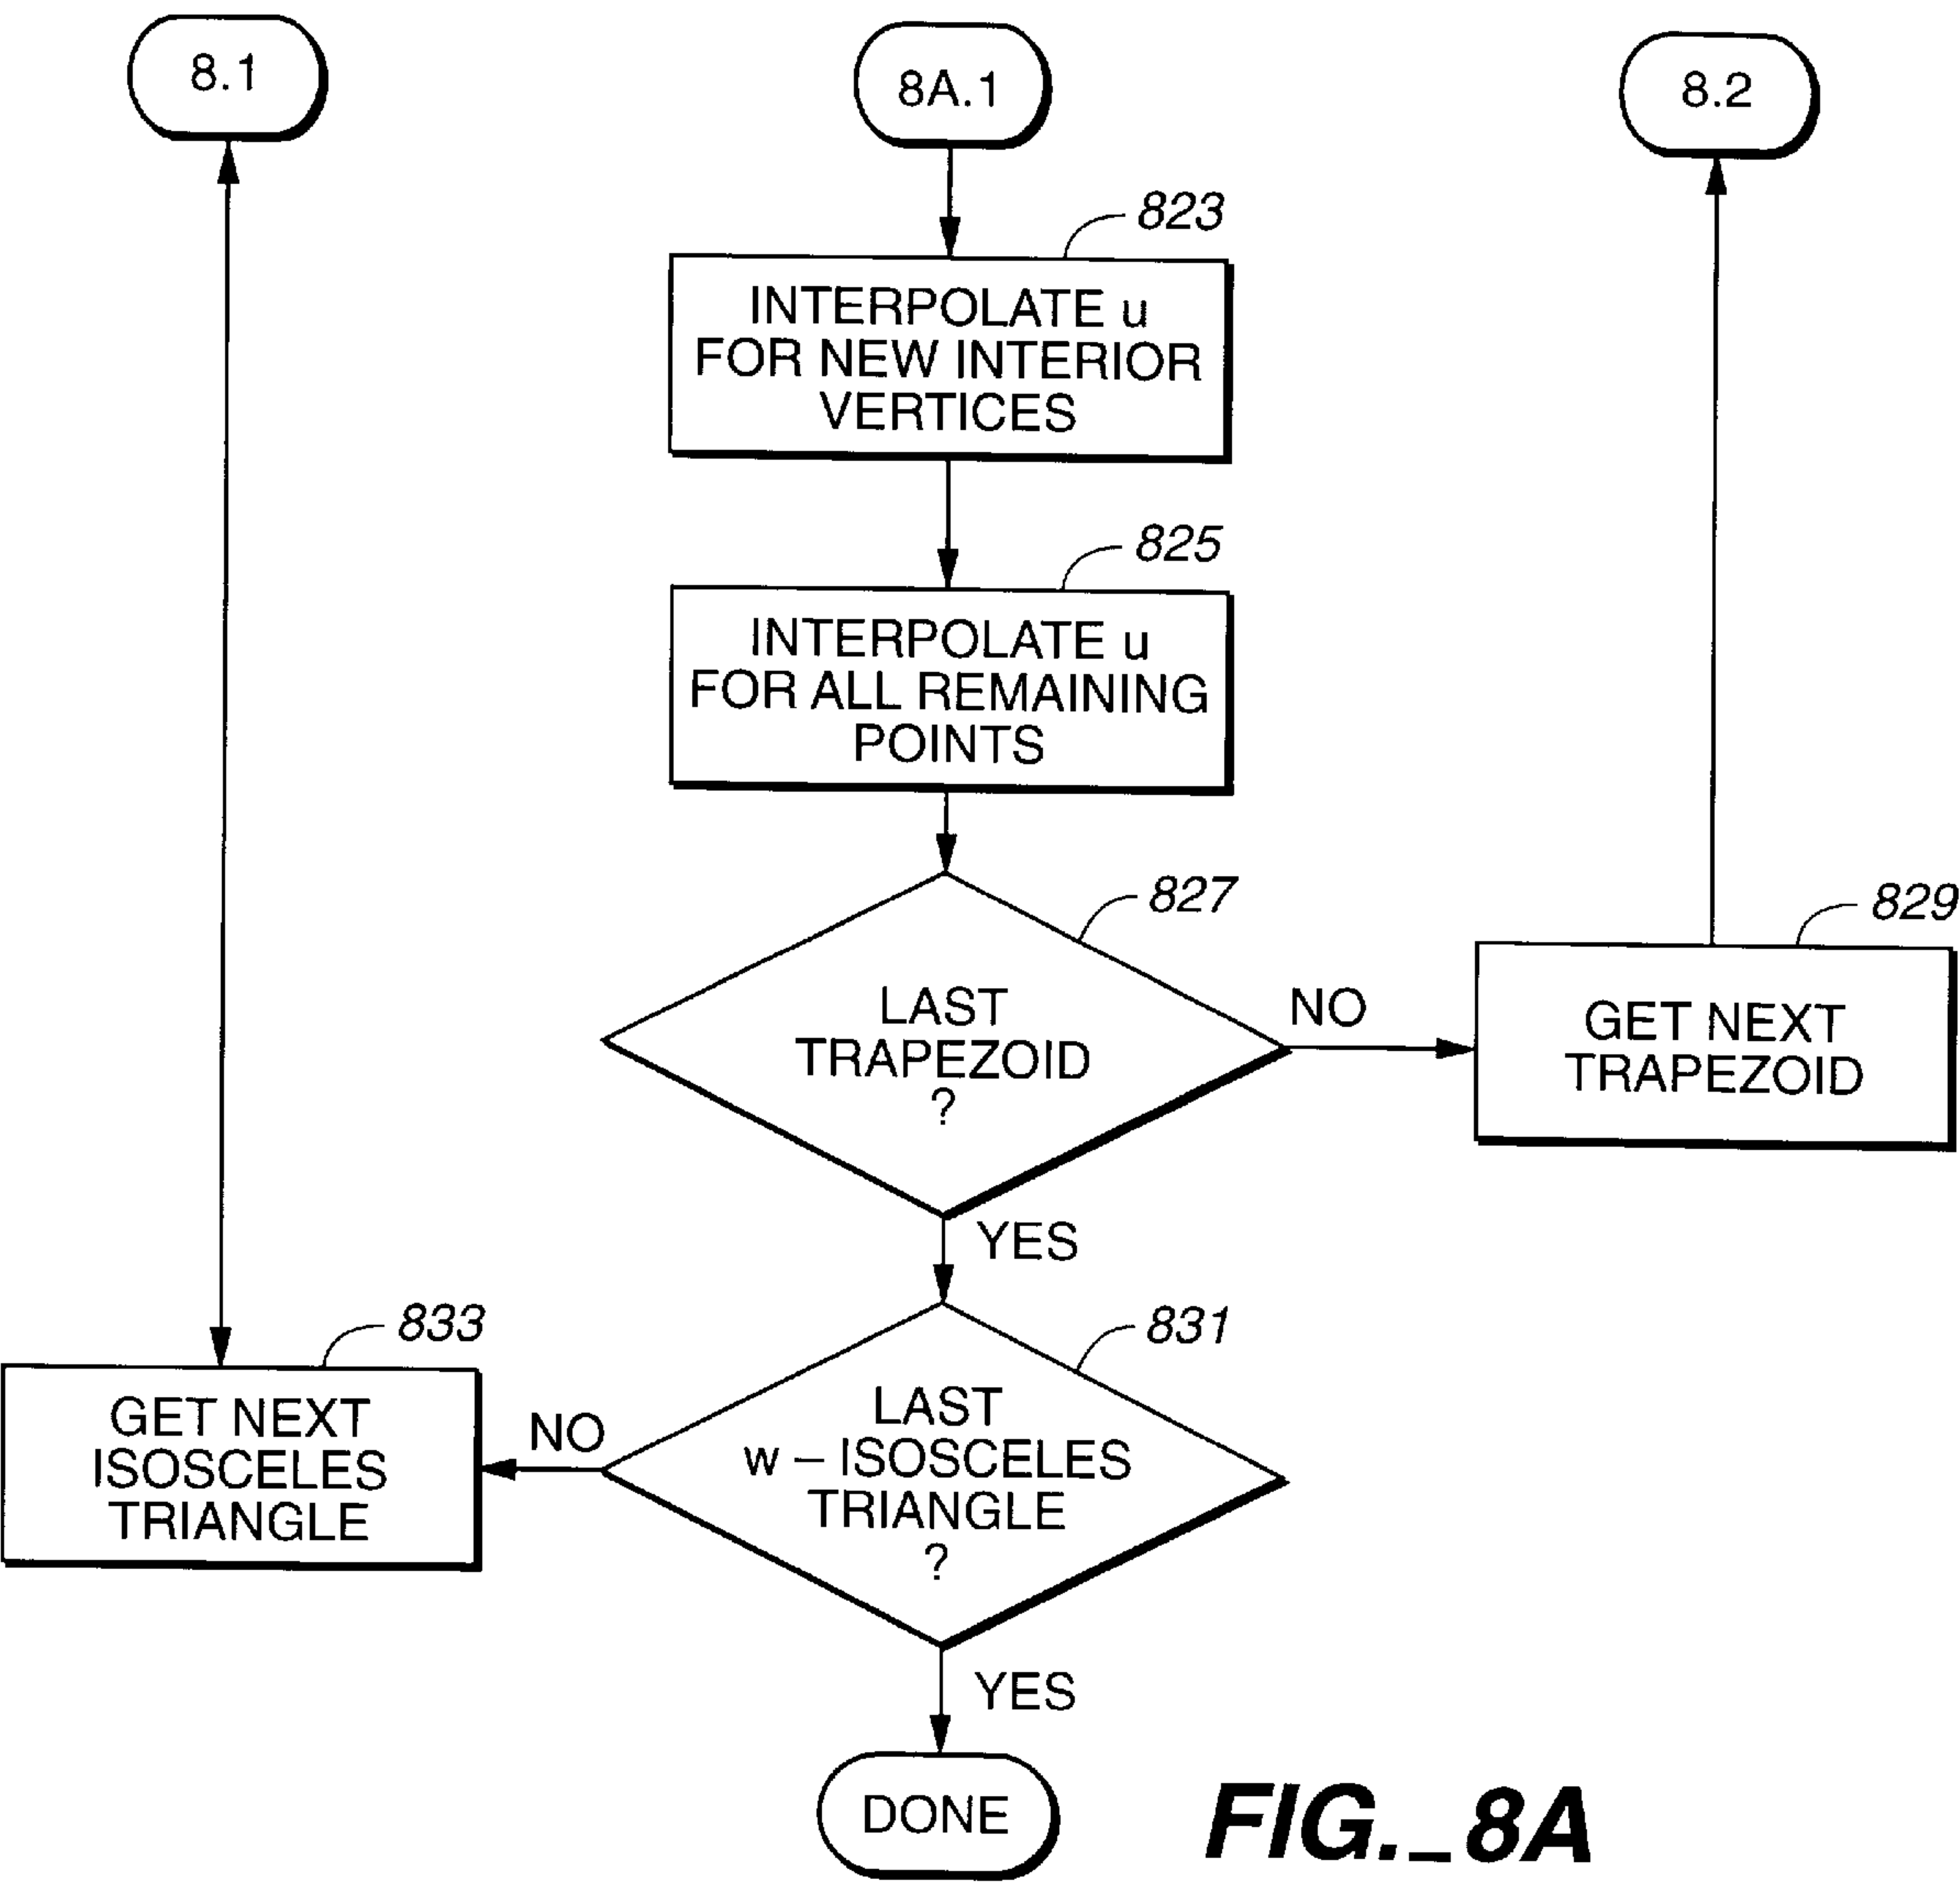 8.1
8A.1
8.2
823
INTERPOLATE u
FOR NEW INTERIOR
VERTICES
825
INTERPOLATE u
FOR ALL REMAINING
POINTS
827
LAST
TRAPEZOID
?
NO
829
GET NEXT
TRAPEZOID
YES
831
LAST
w – ISOSCELES
TRIANGLE
?
NO
833
GET NEXT
ISOSCELES
TRIANGLE
YES
DONE
FIG._8A